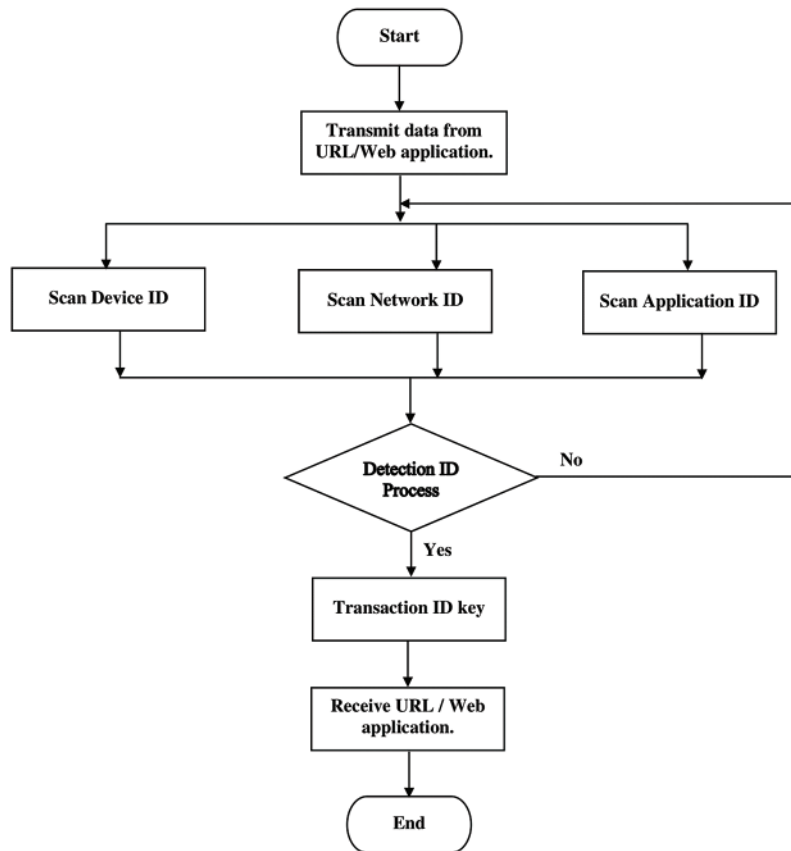 Start
Transmit data from
URL/Web application.
Scan Device ID
Scan Network ID
Scan Application ID
Detection ID
Process
No
Yes
Transaction ID key
Receive URL / Web
application.
End